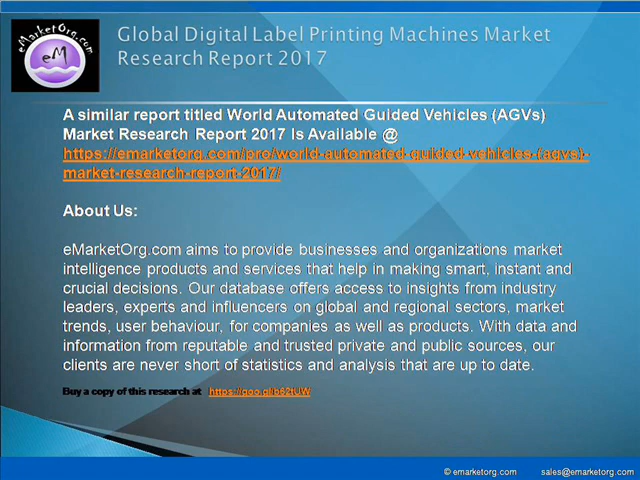 eMarketOrg.com
eM
Global Digital Label Printing Machines Market
Research Report 2017
A similar report titled World Automated Guided Vehicles (AGVs)
Market Research Report 2017 Is Available @
https://emarketorg.com/pro/world-automated-guided-vehicles-(agvs)-
market-research-report-2017/
About Us:
eMarketOrg.com aims to provide businesses and organizations market
intelligence products and services that help in making smart, instant and
crucial decisions. Our database offers access to insights from industry
leaders, experts and influencers on global and regional sectors, market
trends, user behaviour, for companies as well as products. With data and
information from reputable and trusted private and public sources, our
clients are never short of statistics and analysis that are up to date.
Buy a copy of this research at
© emarketorg.com sales@emarketorg.com